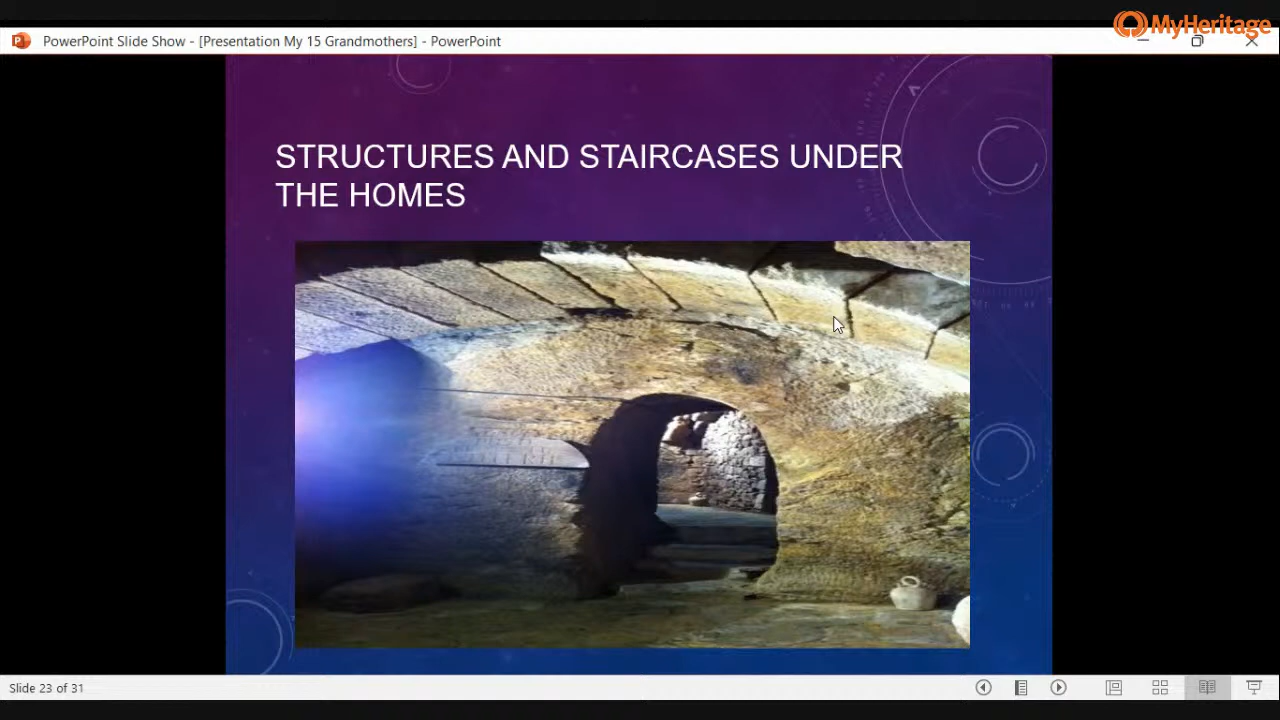 MyHeritage
PowerPoint Slide Show - [Presentation My 15 Grandmothers] - PowerPoint
STRUCTURES AND STAIRCASES UNDER
THE HOMES
Slide 23 of 31